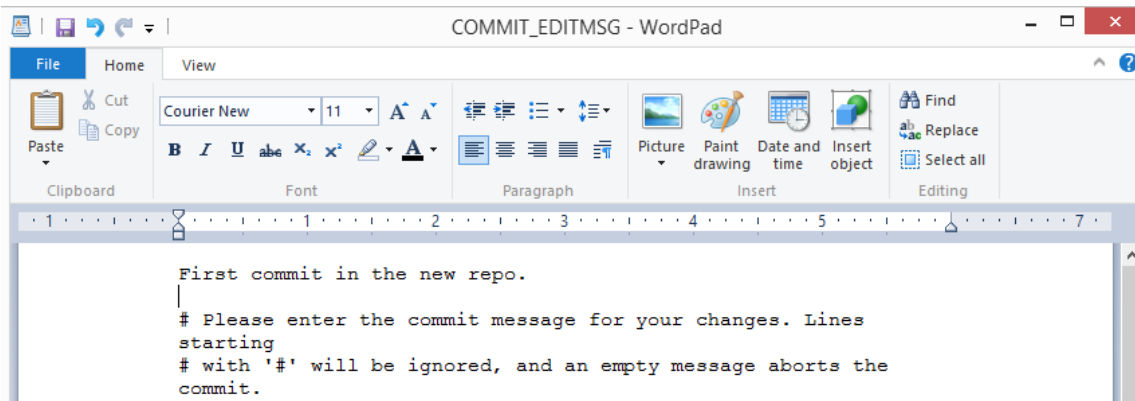 COMMIT_EDITMSG - WordPad
File Home View
Cut
Copy
Paste
Clipboard
Courier New 11 A A
B I U abc X₂ X² A
Font
Paragraph
Picture
Paint drawing
Date and time
Insert object
Insert
Find
Replace
Select all
Editing
1 1 2 3 4 5 7
First commit in the new repo.
# Please enter the commit message for your changes. Lines
starting
# with '#' will be ignored, and an empty message aborts the
commit.